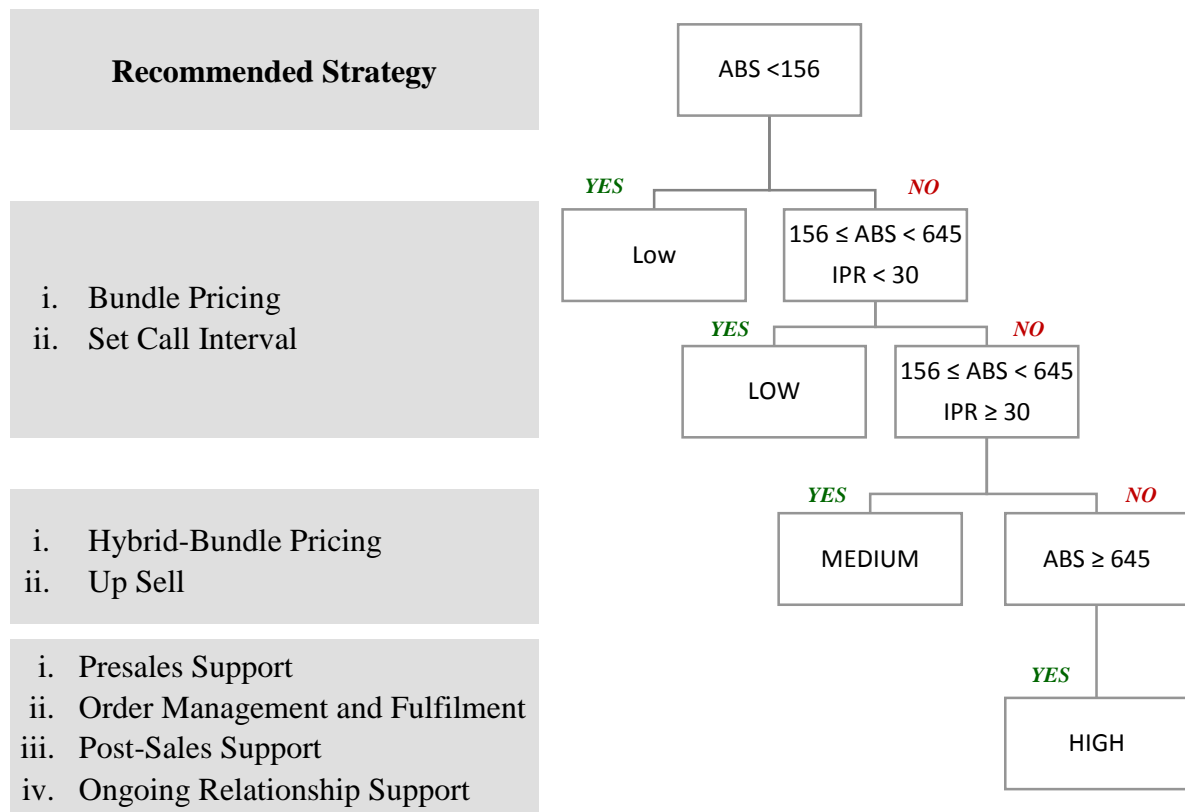 Recommended Strategy
ABS <156
YES
NO
Low
156 ≤ ABS < 645
IPR < 30
i. Bundle Pricing
ii. Set Call Interval
YES
NO
LOW
156 ≤ ABS < 645
IPR ≥ 30
YES
NO
i. Hybrid-Bundle Pricing
ii. Up Sell
MEDIUM
ABS ≥ 645
i. Presales Support
ii. Order Management and Fulfilment
iii. Post-Sales Support
iv. Ongoing Relationship Support
YES
HIGH